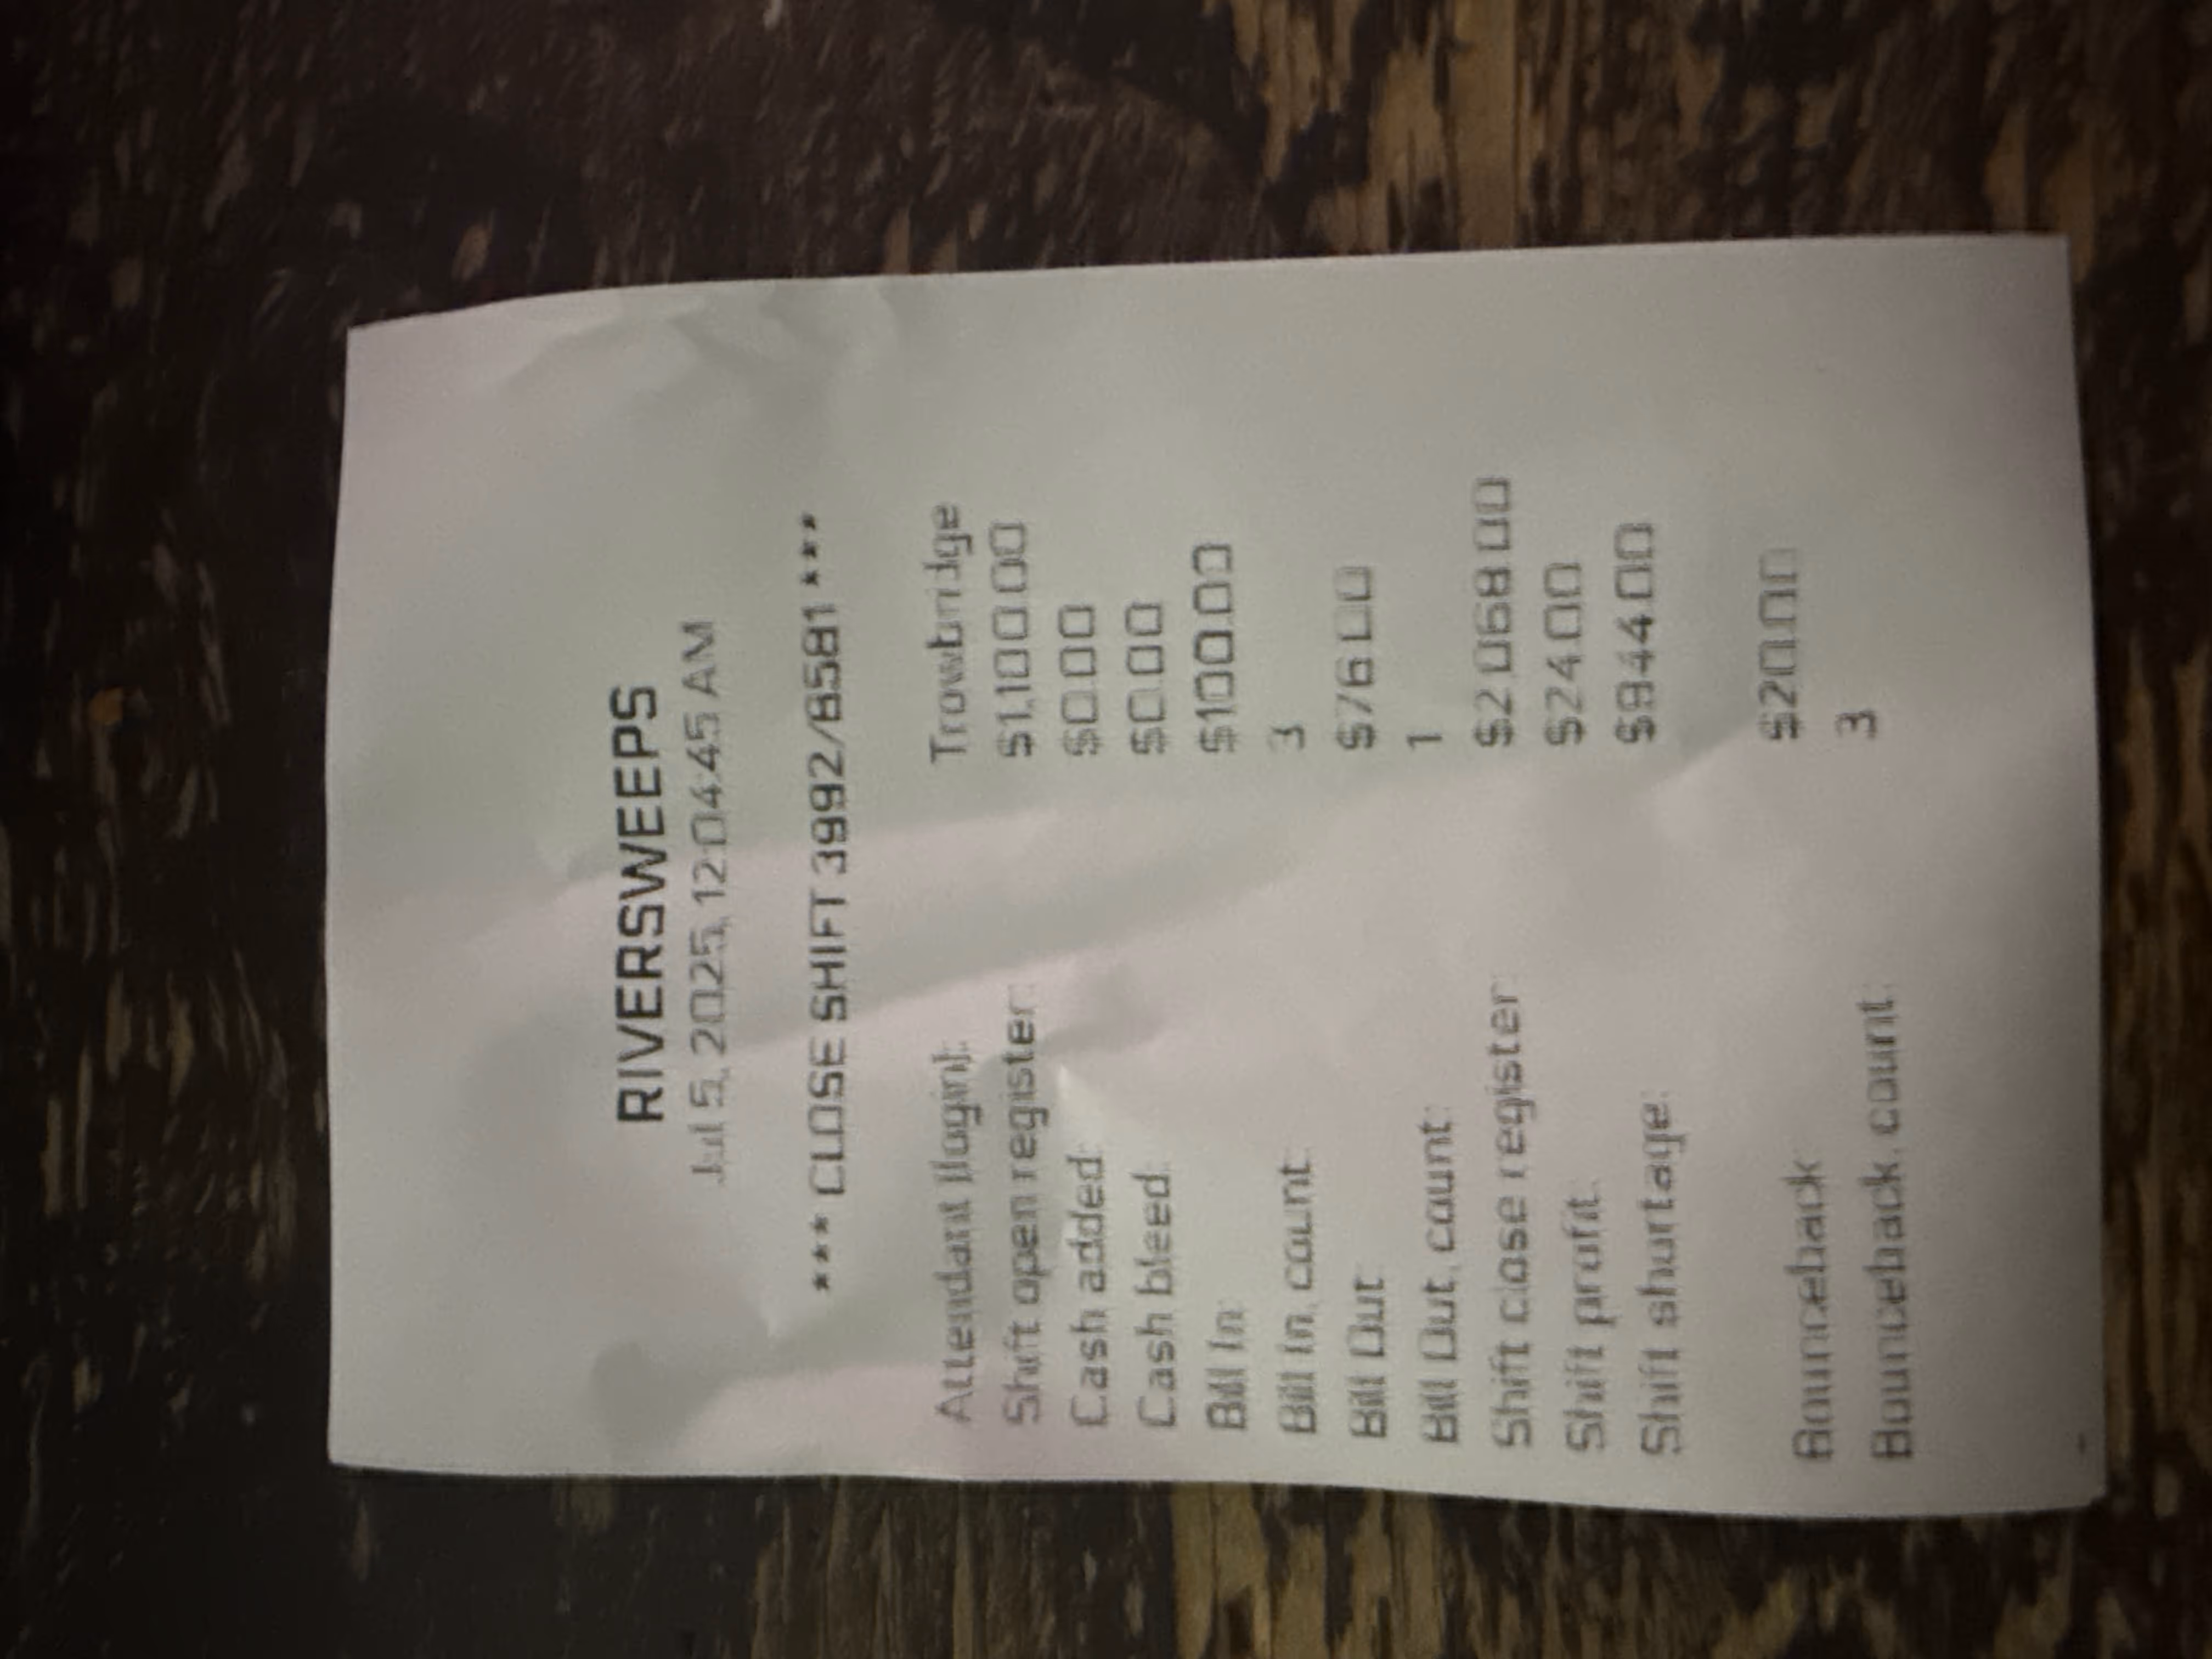 RIVERSWEEPS
Jul 5, 2025, 12:04:45 AM
*** CLOSE SHIFT 3992/8581 ***
Attendant (login): Trowbridge
Shift open register: $1,100.00
Cash added: $0.00
Cash bleed: $0.00
Bill In: $100.00
Bill In, count: 3
Bill Out: $76.00
Bill Out, count: 1
Shift close register: $2,068.00
Shift profit: $24.00
Shift shortage: $944.00
Bounceback $20.00
Bounceback, count: 3